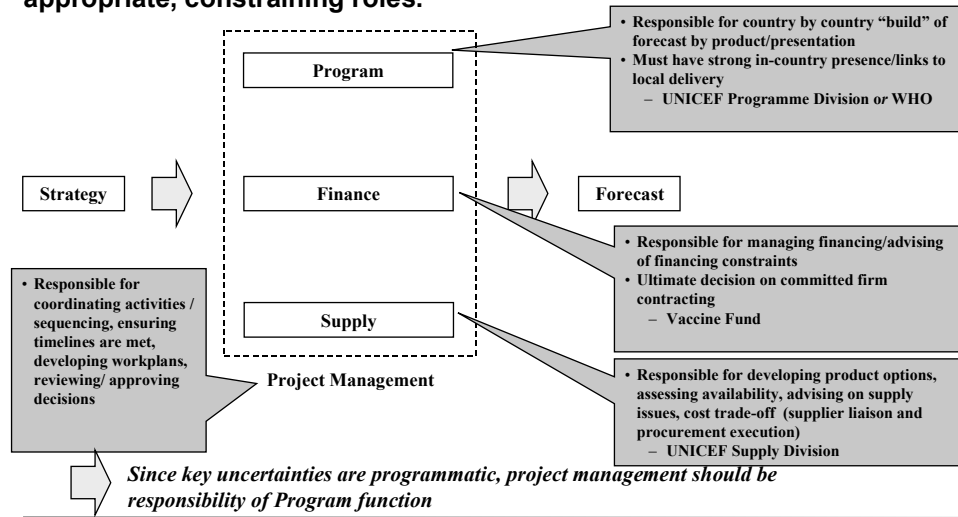 appropriate, constraining roles.
• Responsible for country by country “build” of
forecast by product/presentation
• Must have strong in-country presence/links to
local delivery
– UNICEF Programme Division or WHO
Program
Strategy
Finance
Forecast
• Responsible for managing financing/advising
of financing constraints
• Ultimate decision on committed firm
contracting
– Vaccine Fund
• Responsible for
coordinating activities /
sequencing, ensuring
timelines are met,
developing workplans,
reviewing/ approving
decisions
Supply
Project Management
• Responsible for developing product options,
assessing availability, advising on supply
issues, cost trade-off  (supplier liaison and
procurement execution)
– UNICEF Supply Division
Since key uncertainties are programmatic, project management should be
responsibility of Program function